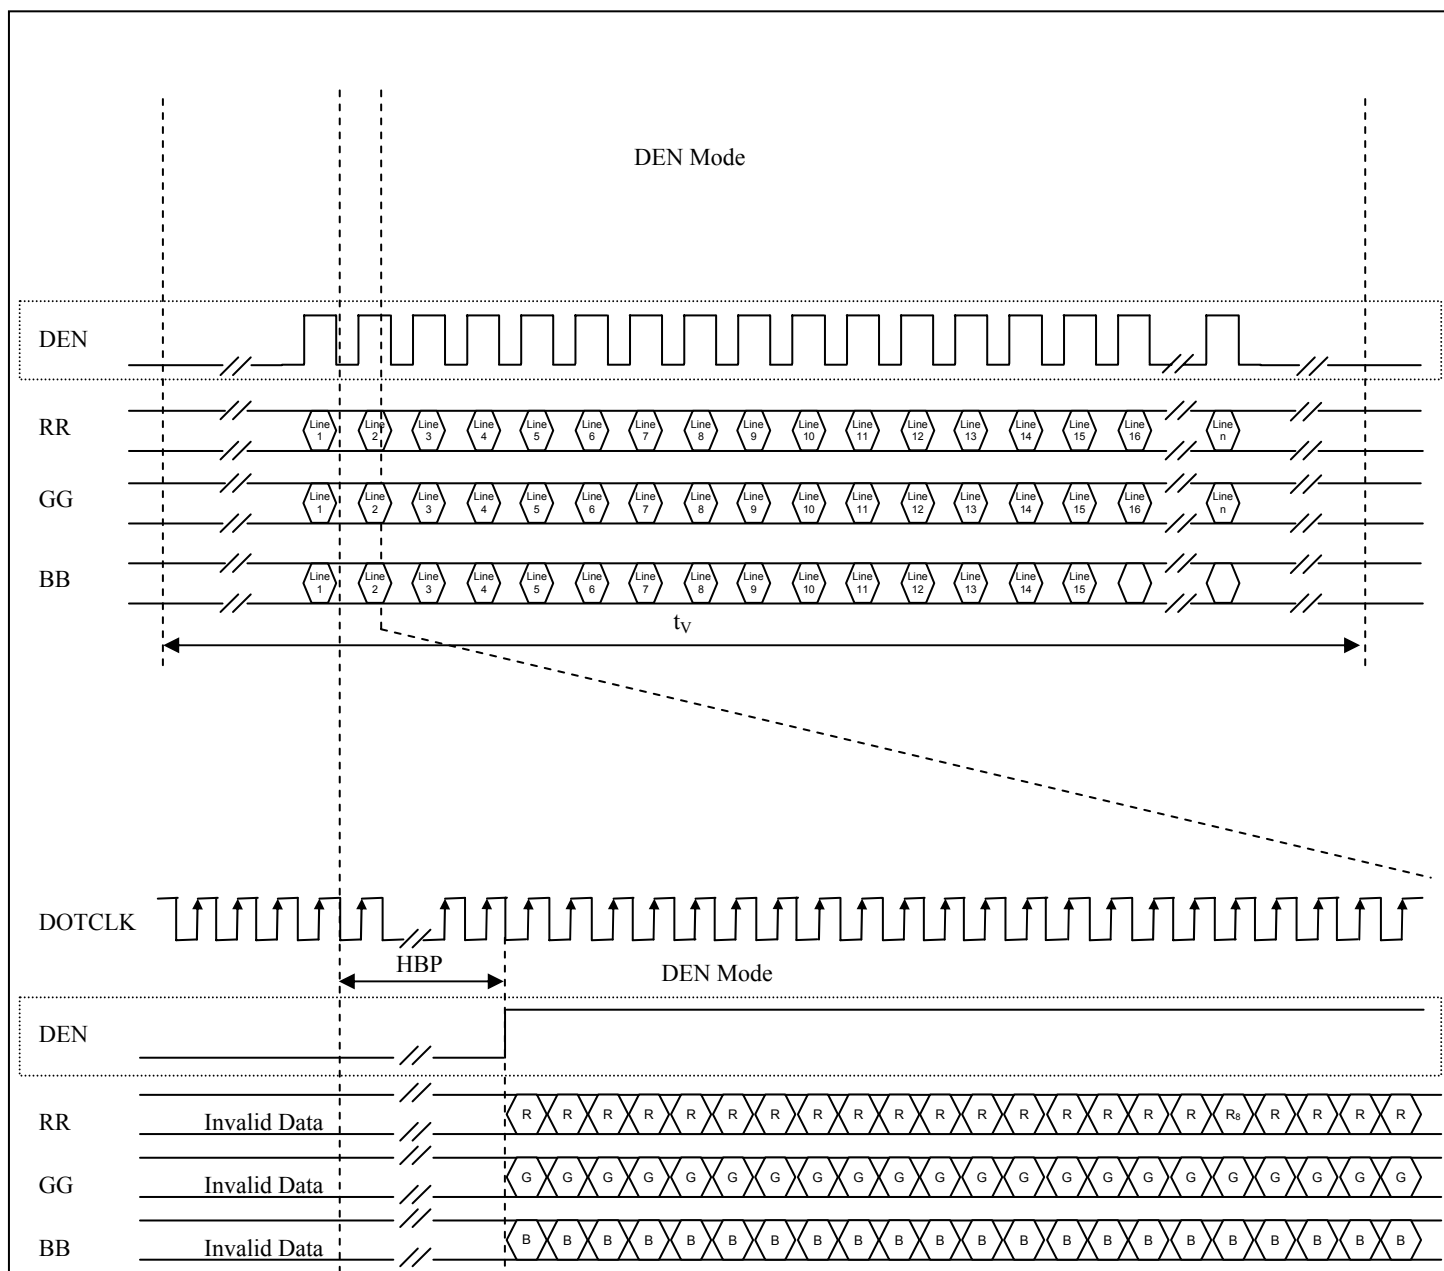 DEN Mode
DEN
RR Line 1 Line 2 Line 3 Line 4 Line 5 Line 6 Line 7 Line 8 Line 9 Line 10 Line 11 Line 12 Line 13 Line 14 Line 15 Line 16 Line n
GG Line 1 Line 2 Line 3 Line 4 Line 5 Line 6 Line 7 Line 8 Line 9 Line 10 Line 11 Line 12 Line 13 Line 14 Line 15 Line 16 Line n
BB Line 1 Line 2 Line 3 Line 4 Line 5 Line 6 Line 7 Line 8 Line 9 Line 10 Line 11 Line 12 Line 13 Line 14 Line 15
tV
DOTCLK
HBP DEN Mode
DEN
RR Invalid Data R R R R R R R R R R R R R R R R R R8 R R R R
GG Invalid Data G G G G G G G G G G G G G G G G G G G G G G
BB Invalid Data B B B B B B B B B B B B B B B B B B B B B B